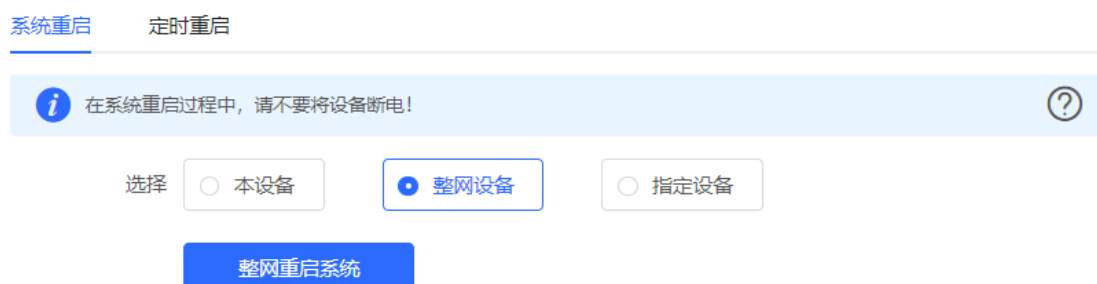 系统重启 定时重启
在系统重启过程中，请不要将设备断电！
选择 本设备 整网设备 指定设备
整网重启系统